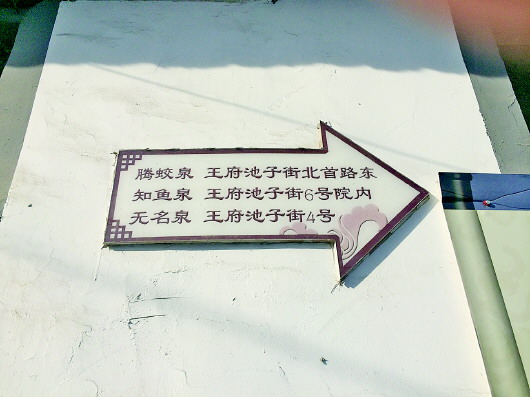 腾蛟泉 王府池子街北首路东
知鱼泉 王府池子街6号院内
无名泉 王府池子街4号